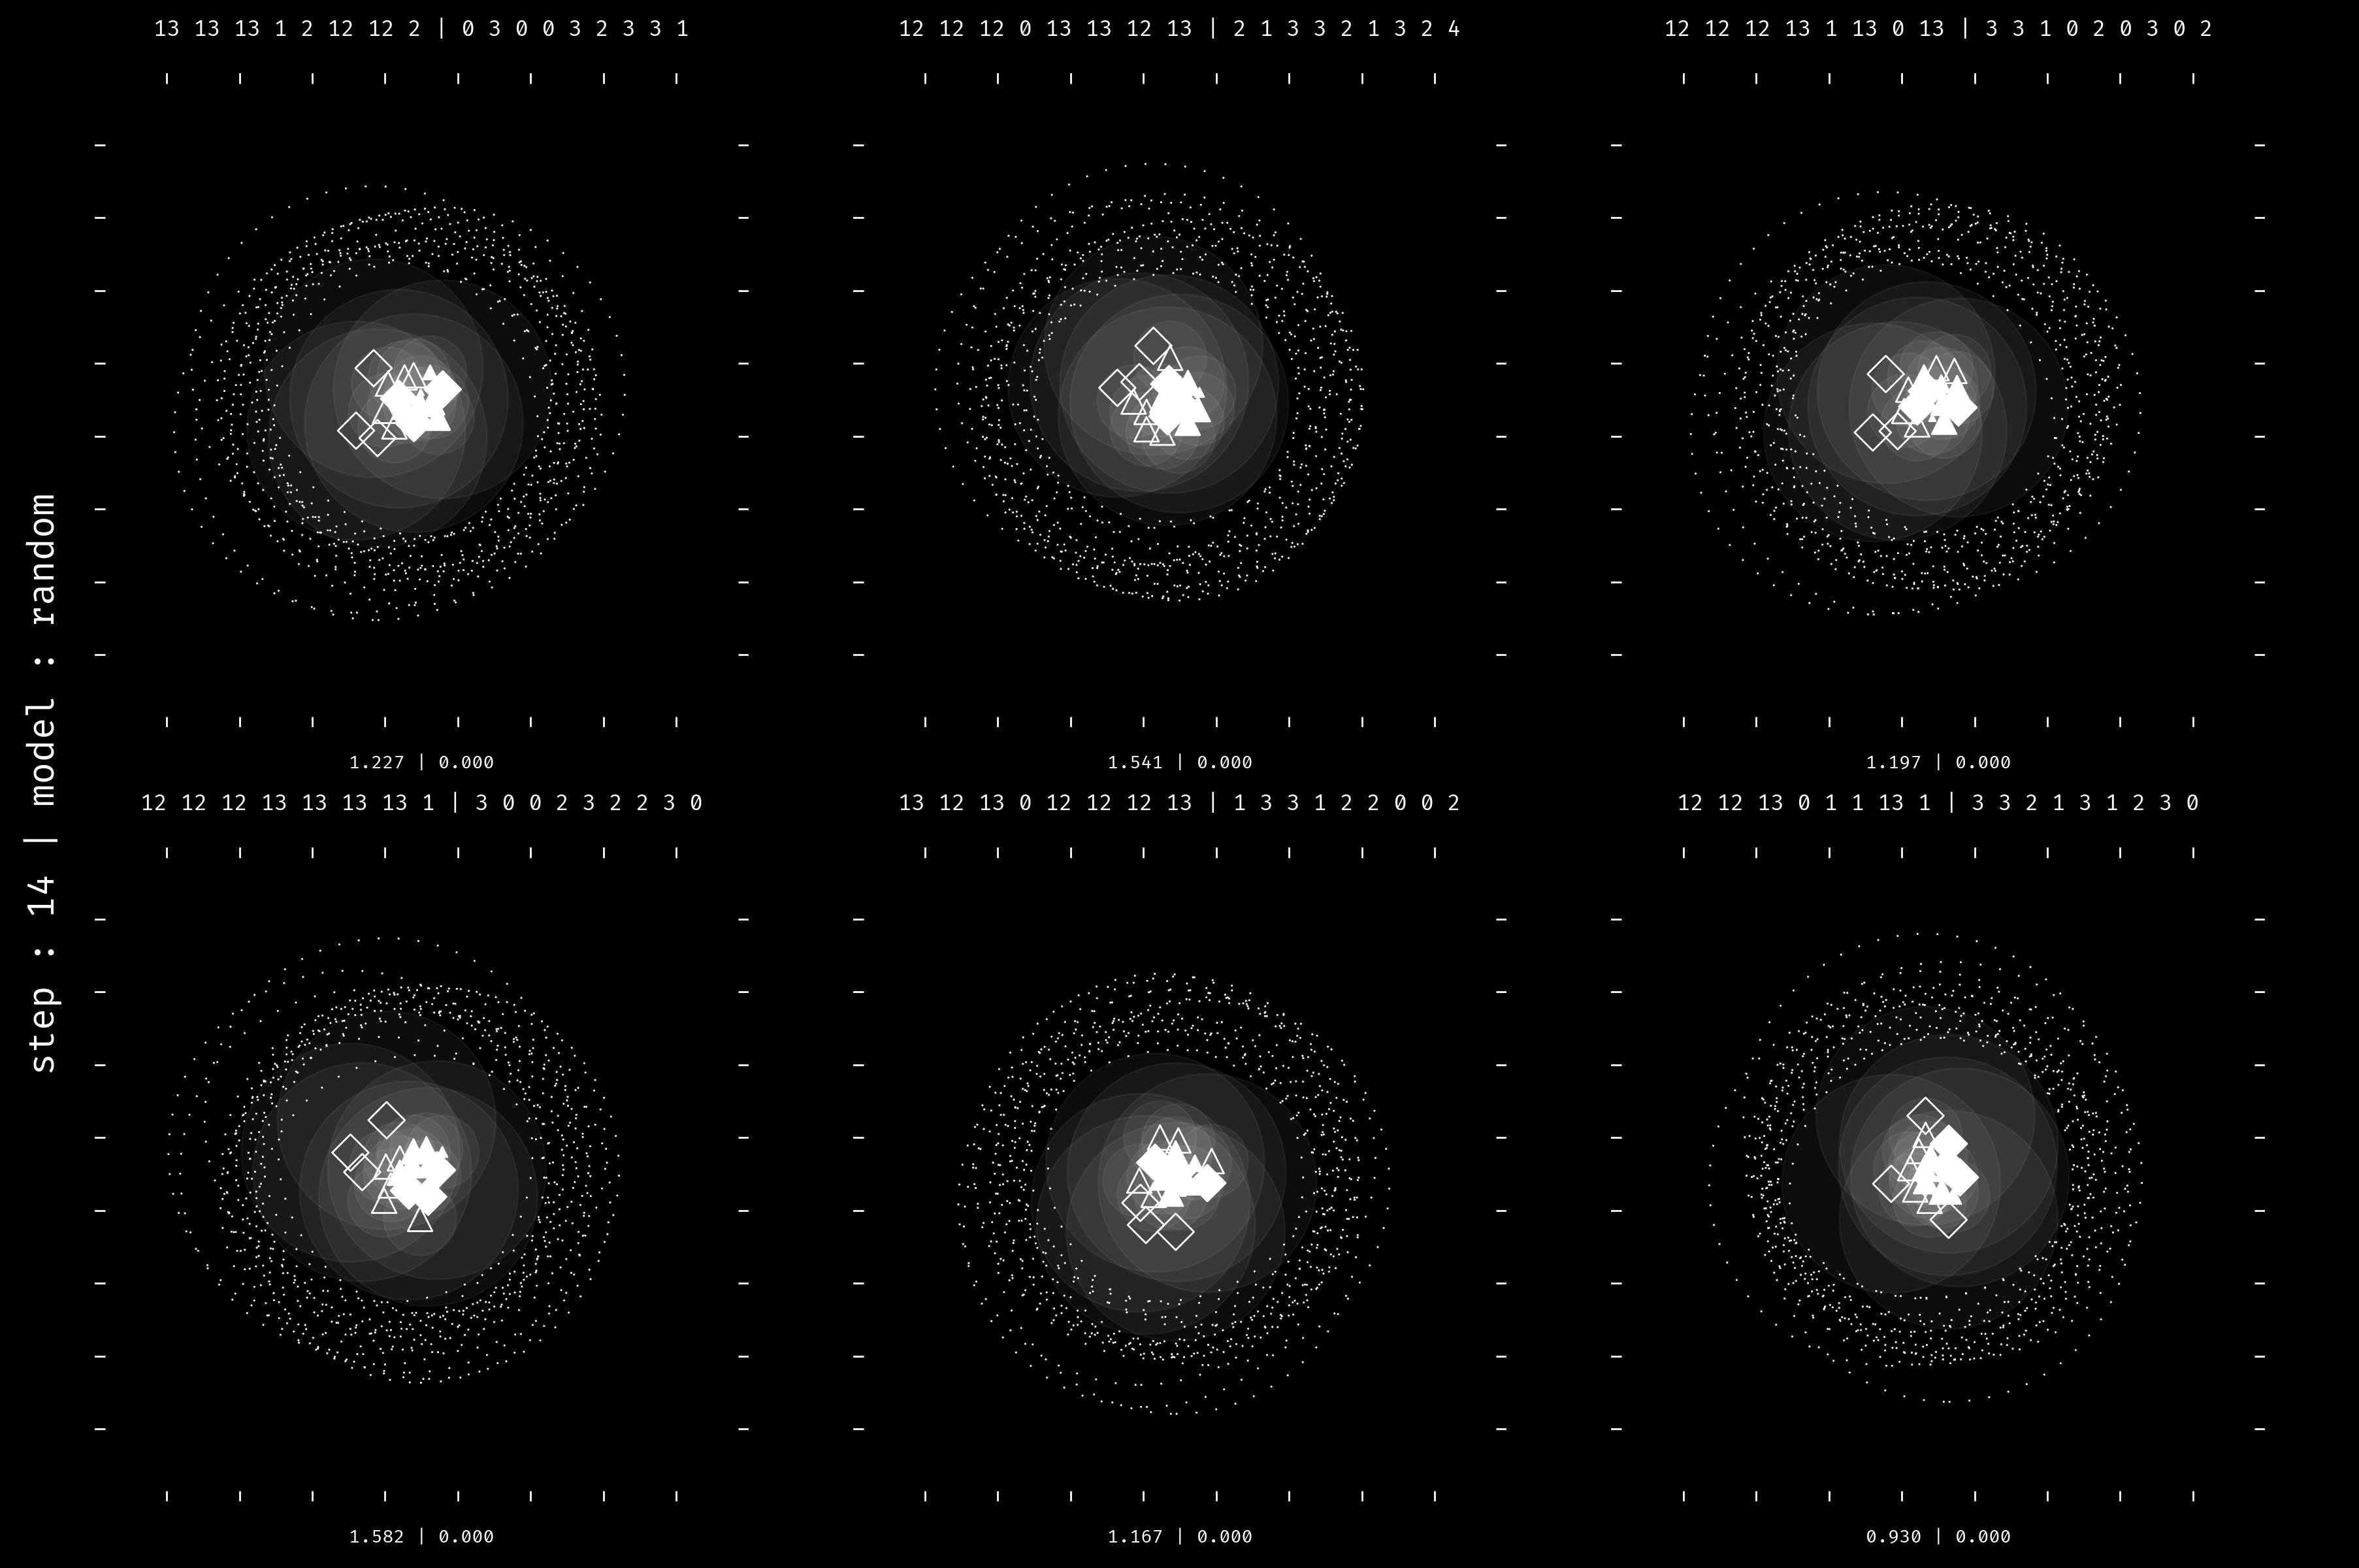 step : 14 | model : random
13 13 13 1 2 12 12 2 | 0 3 0 0 3 2 3 3 1
12 12 12 0 13 13 12 13 | 2 1 3 3 2 1 3 2 4
12 12 12 13 1 13 0 13 | 3 3 1 0 2 0 3 0 2
1.227 | 0.000
1.541 | 0.000
1.197 | 0.000
12 12 12 13 13 13 13 1 | 3 0 0 2 3 2 2 3 0
13 12 13 0 12 12 12 13 | 1 3 3 1 2 2 0 0 2
12 12 13 0 1 1 13 1 | 3 3 2 1 3 1 2 3 0
1.582 | 0.000
1.167 | 0.000
0.930 | 0.000